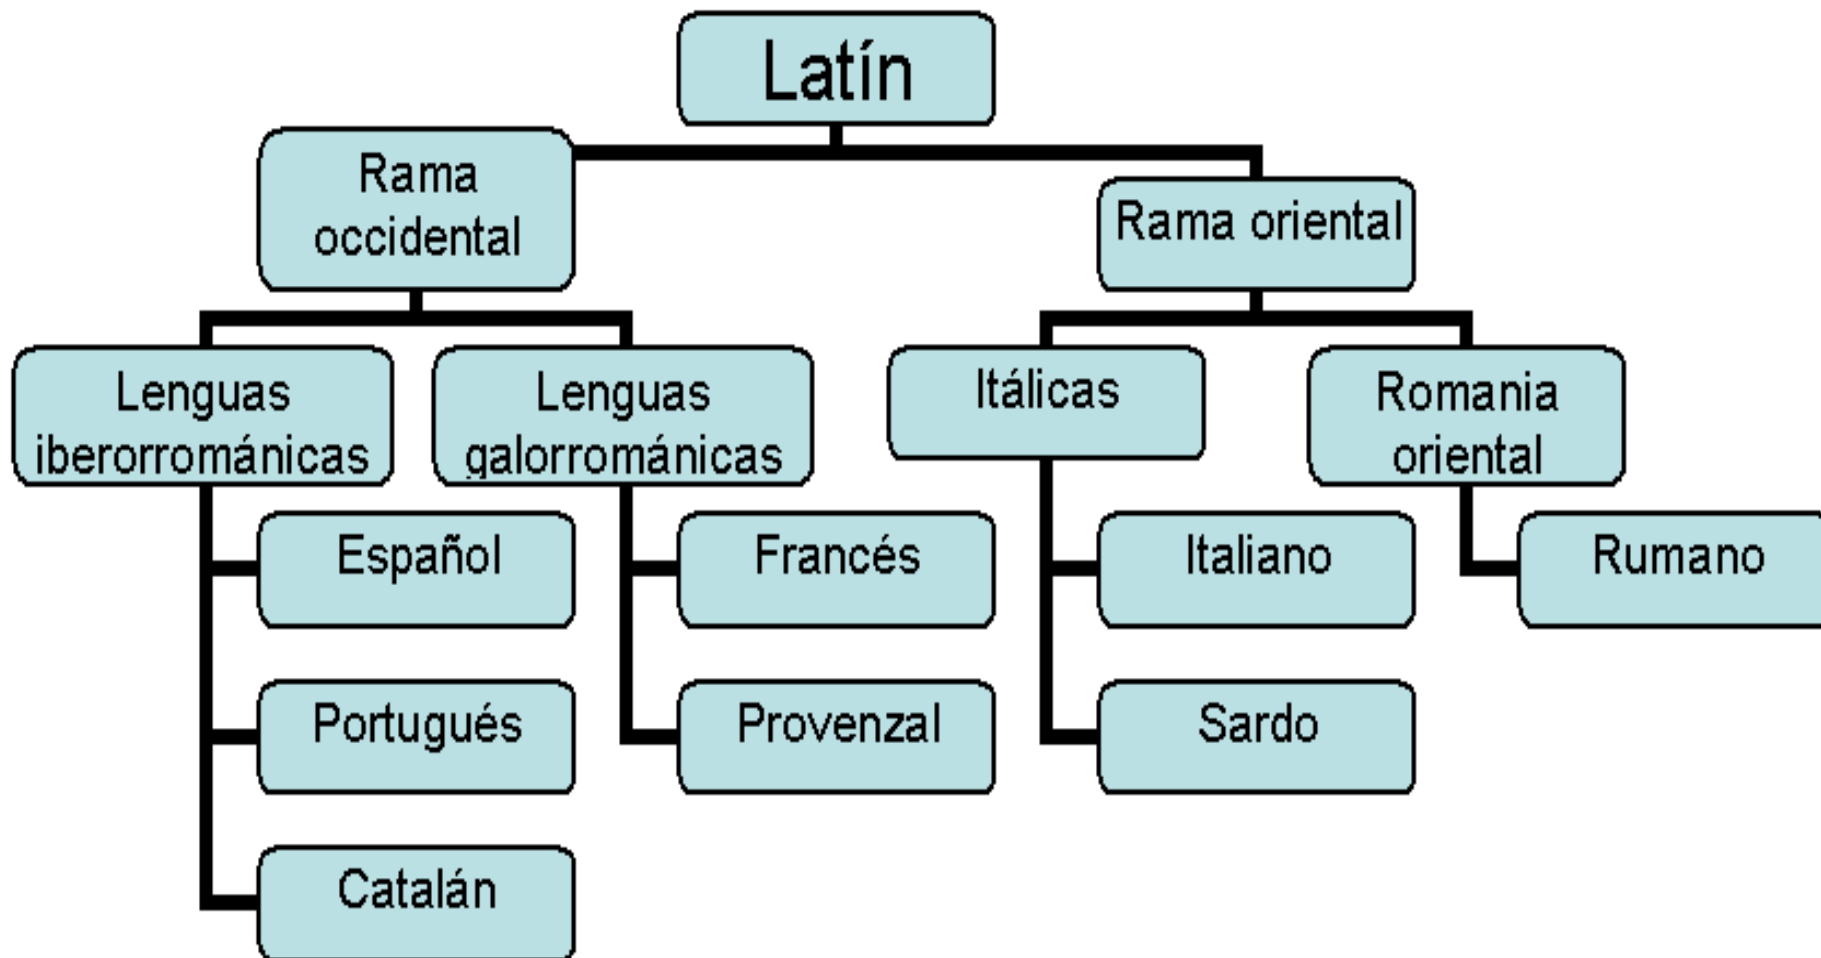 Latín
Rama
occidental
Rama oriental
Lenguas
iberorrománicas
Lenguas
galorrománicas
Itálicas
Romania
oriental
Español
Francés
Italiano
Rumano
Portugués
Provenzal
Sardo
Catalán